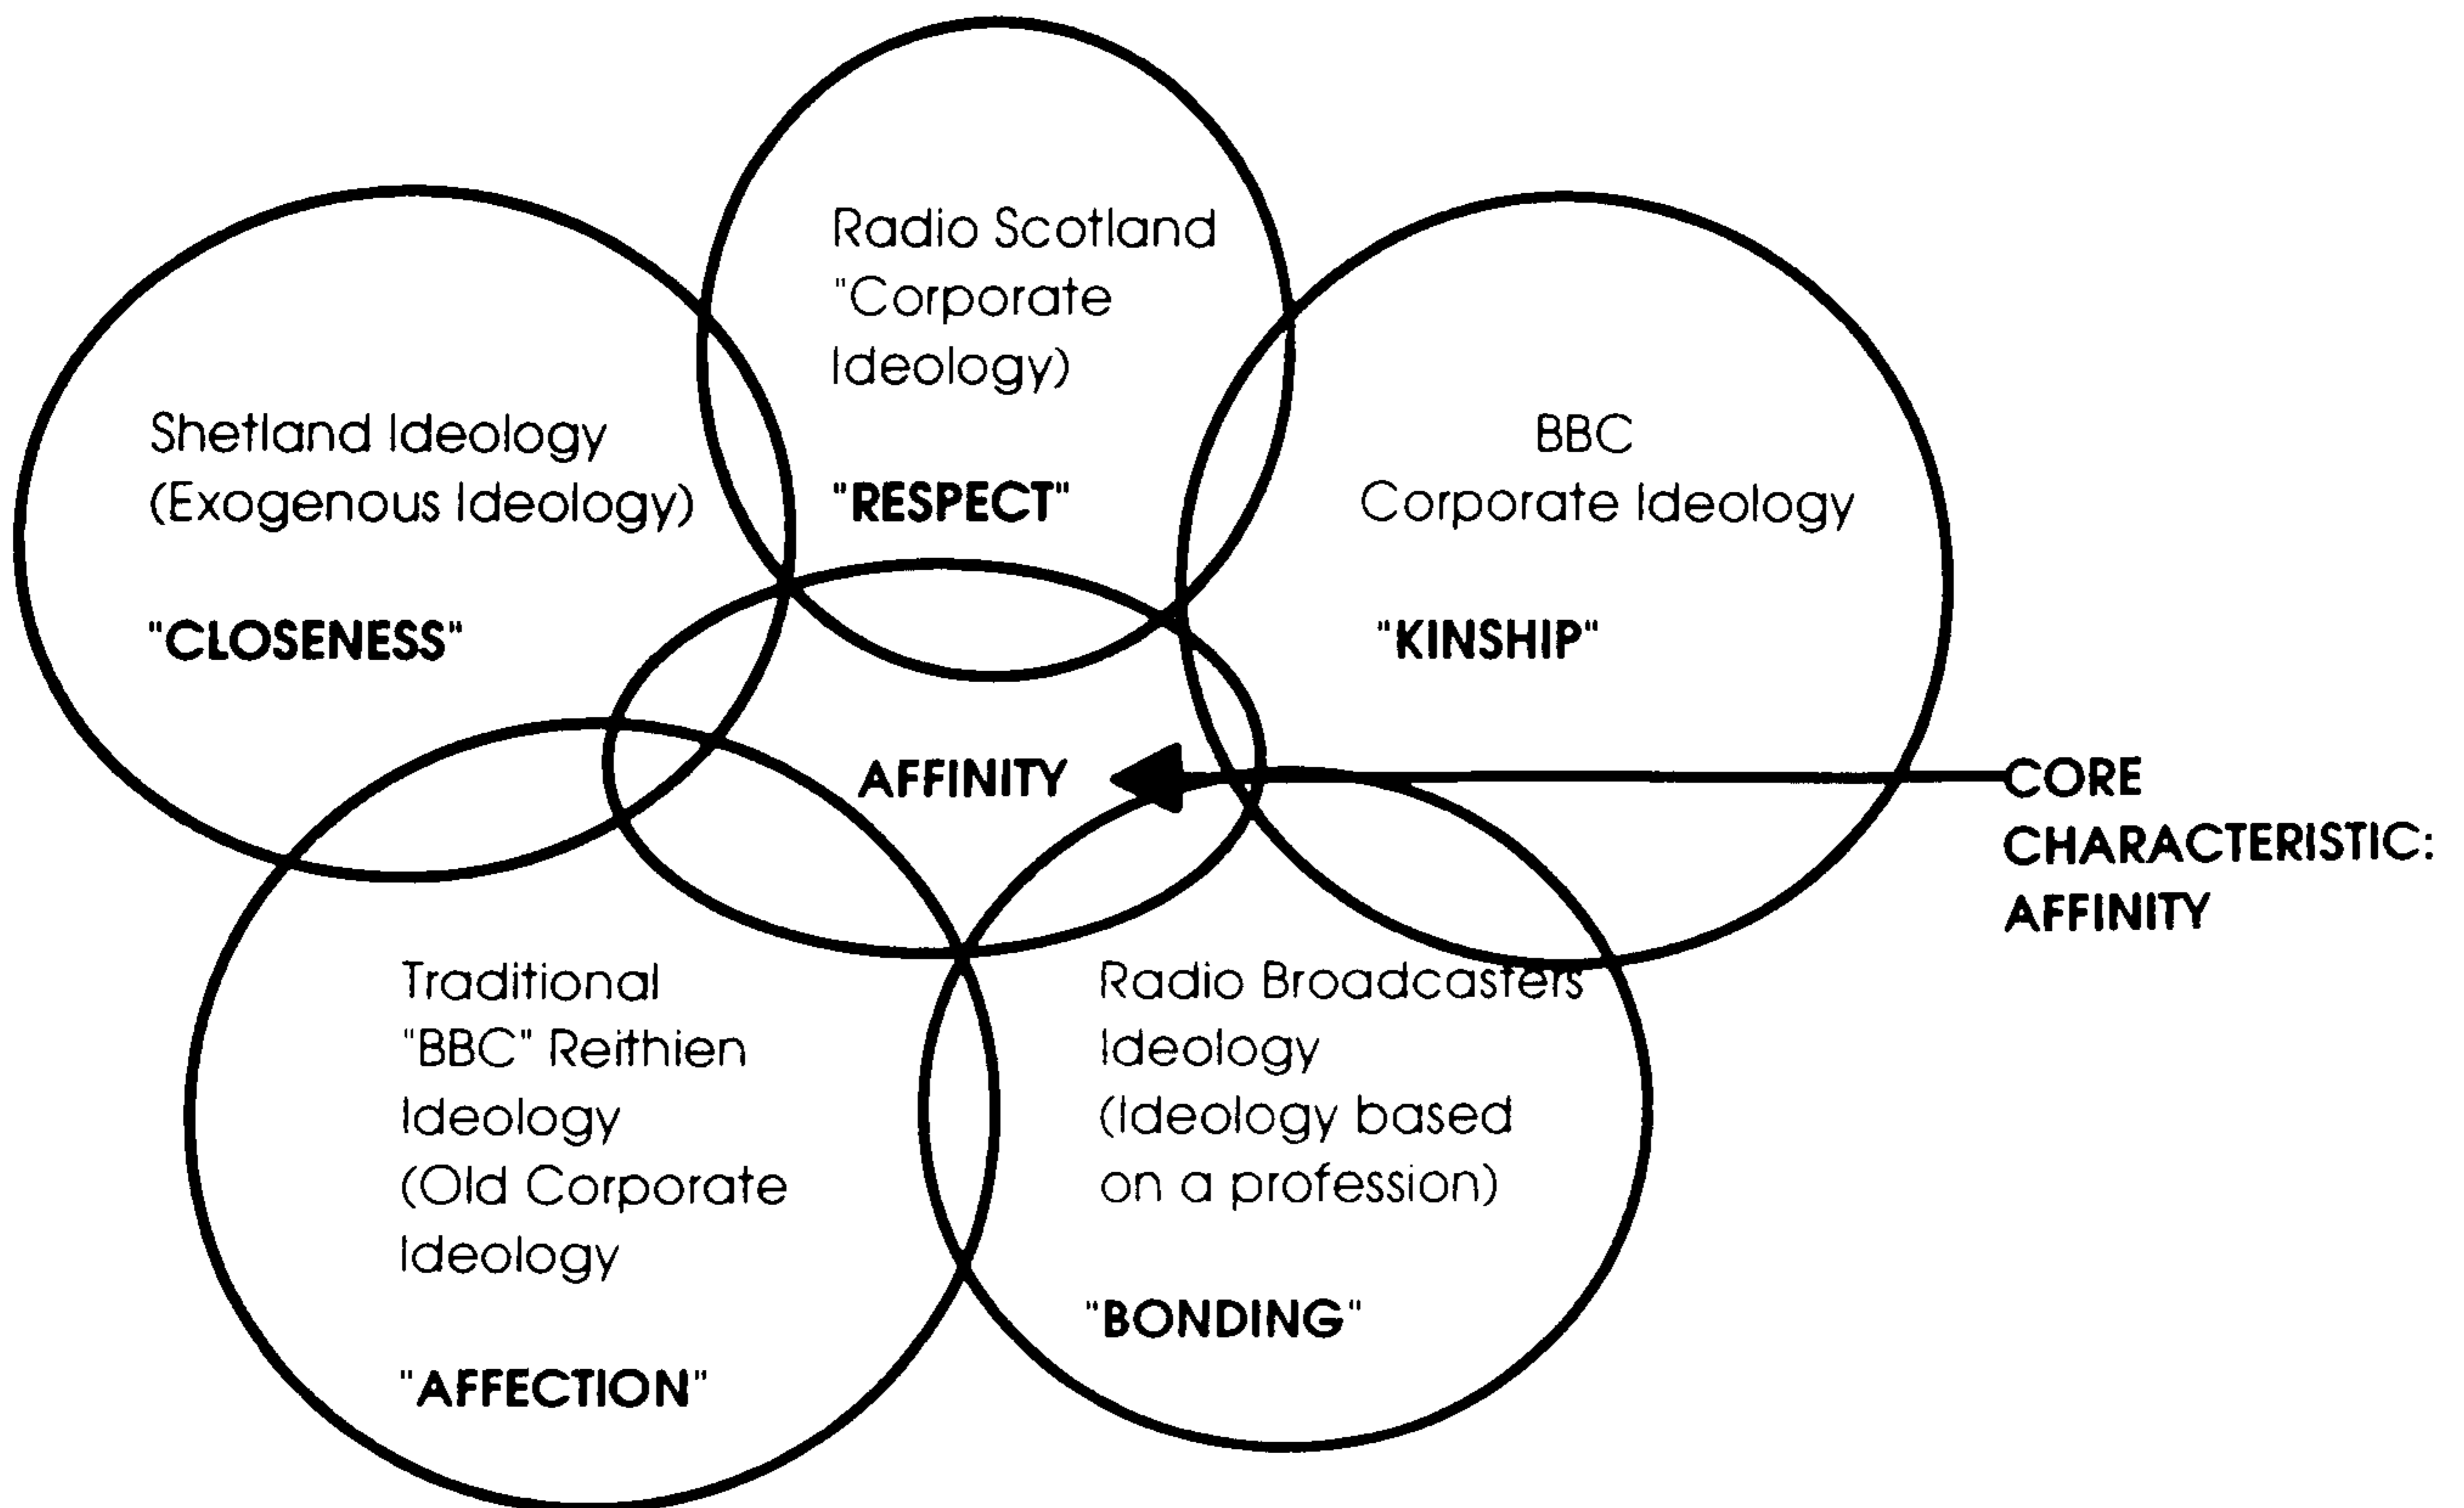 Radio Scotland
"Corporate
Ideology)
"RESPECT"
Shetland Ideology
(Exogenous Ideology)
"CLOSENESS"
BBC
Corporate Ideology
"KINSHIP"
AFFINITY
CORE
CHARACTERISTIC:
AFFINITY
Traditional
"BBC" Reithien
Ideology
(Old Corporate
Ideology
"AFFECTION"
Radio Broadcasters
Ideology
(Ideology based
on a profession)
"BONDING"